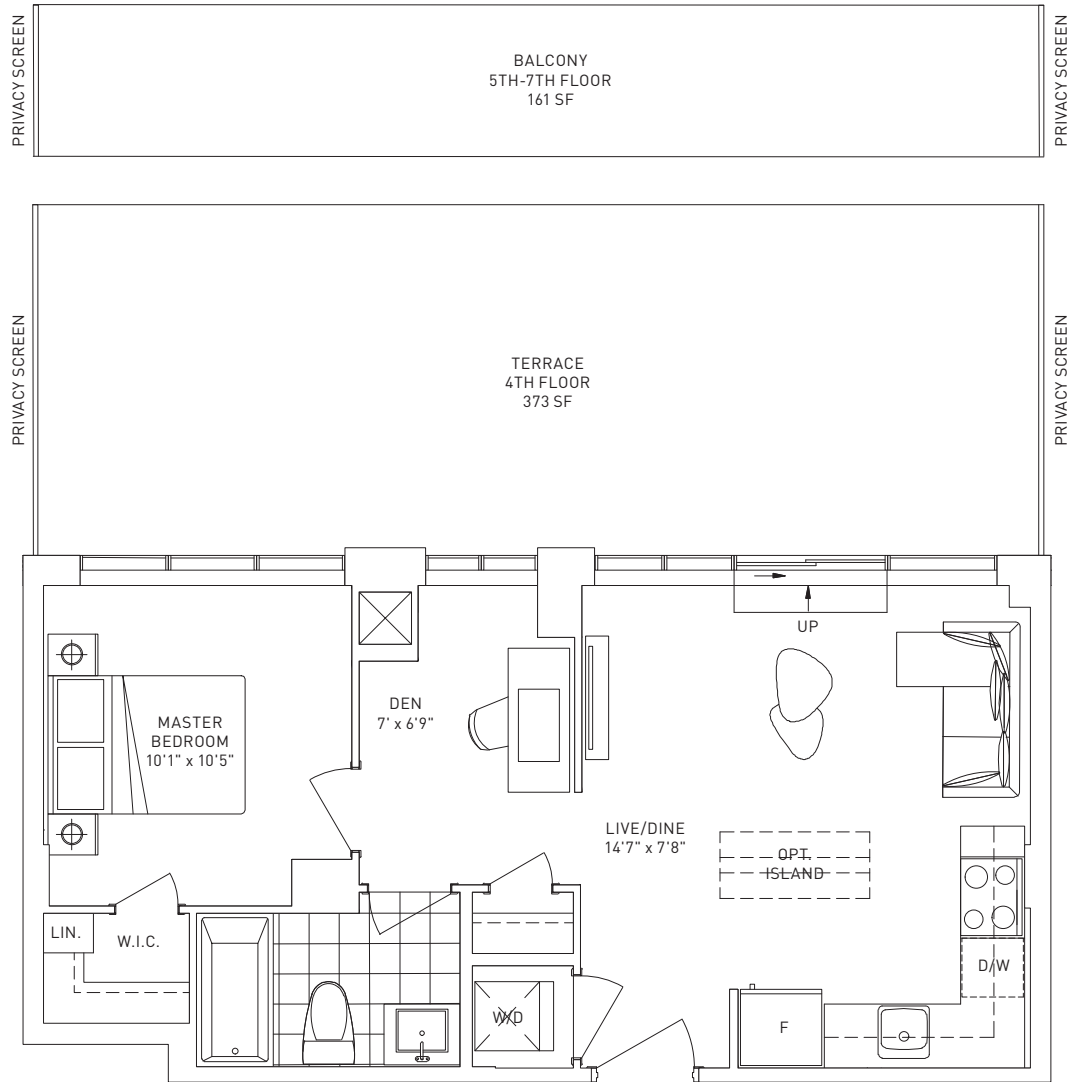 PRIVACY SCREEN
BALCONY
5TH-7TH FLOOR
161 SF
PRIVACY SCREEN
PRIVACY SCREEN
TERRACE
4TH FLOOR
373 SF
PRIVACY SCREEN
UP
MASTER
BEDROOM
10'1" x 10'5"
DEN
7' x 6'9"
LIVE/DINE
14'7" x 7'8"
OPT.
ISLAND
LIN.
W.I.C.
D/W
W/D
F